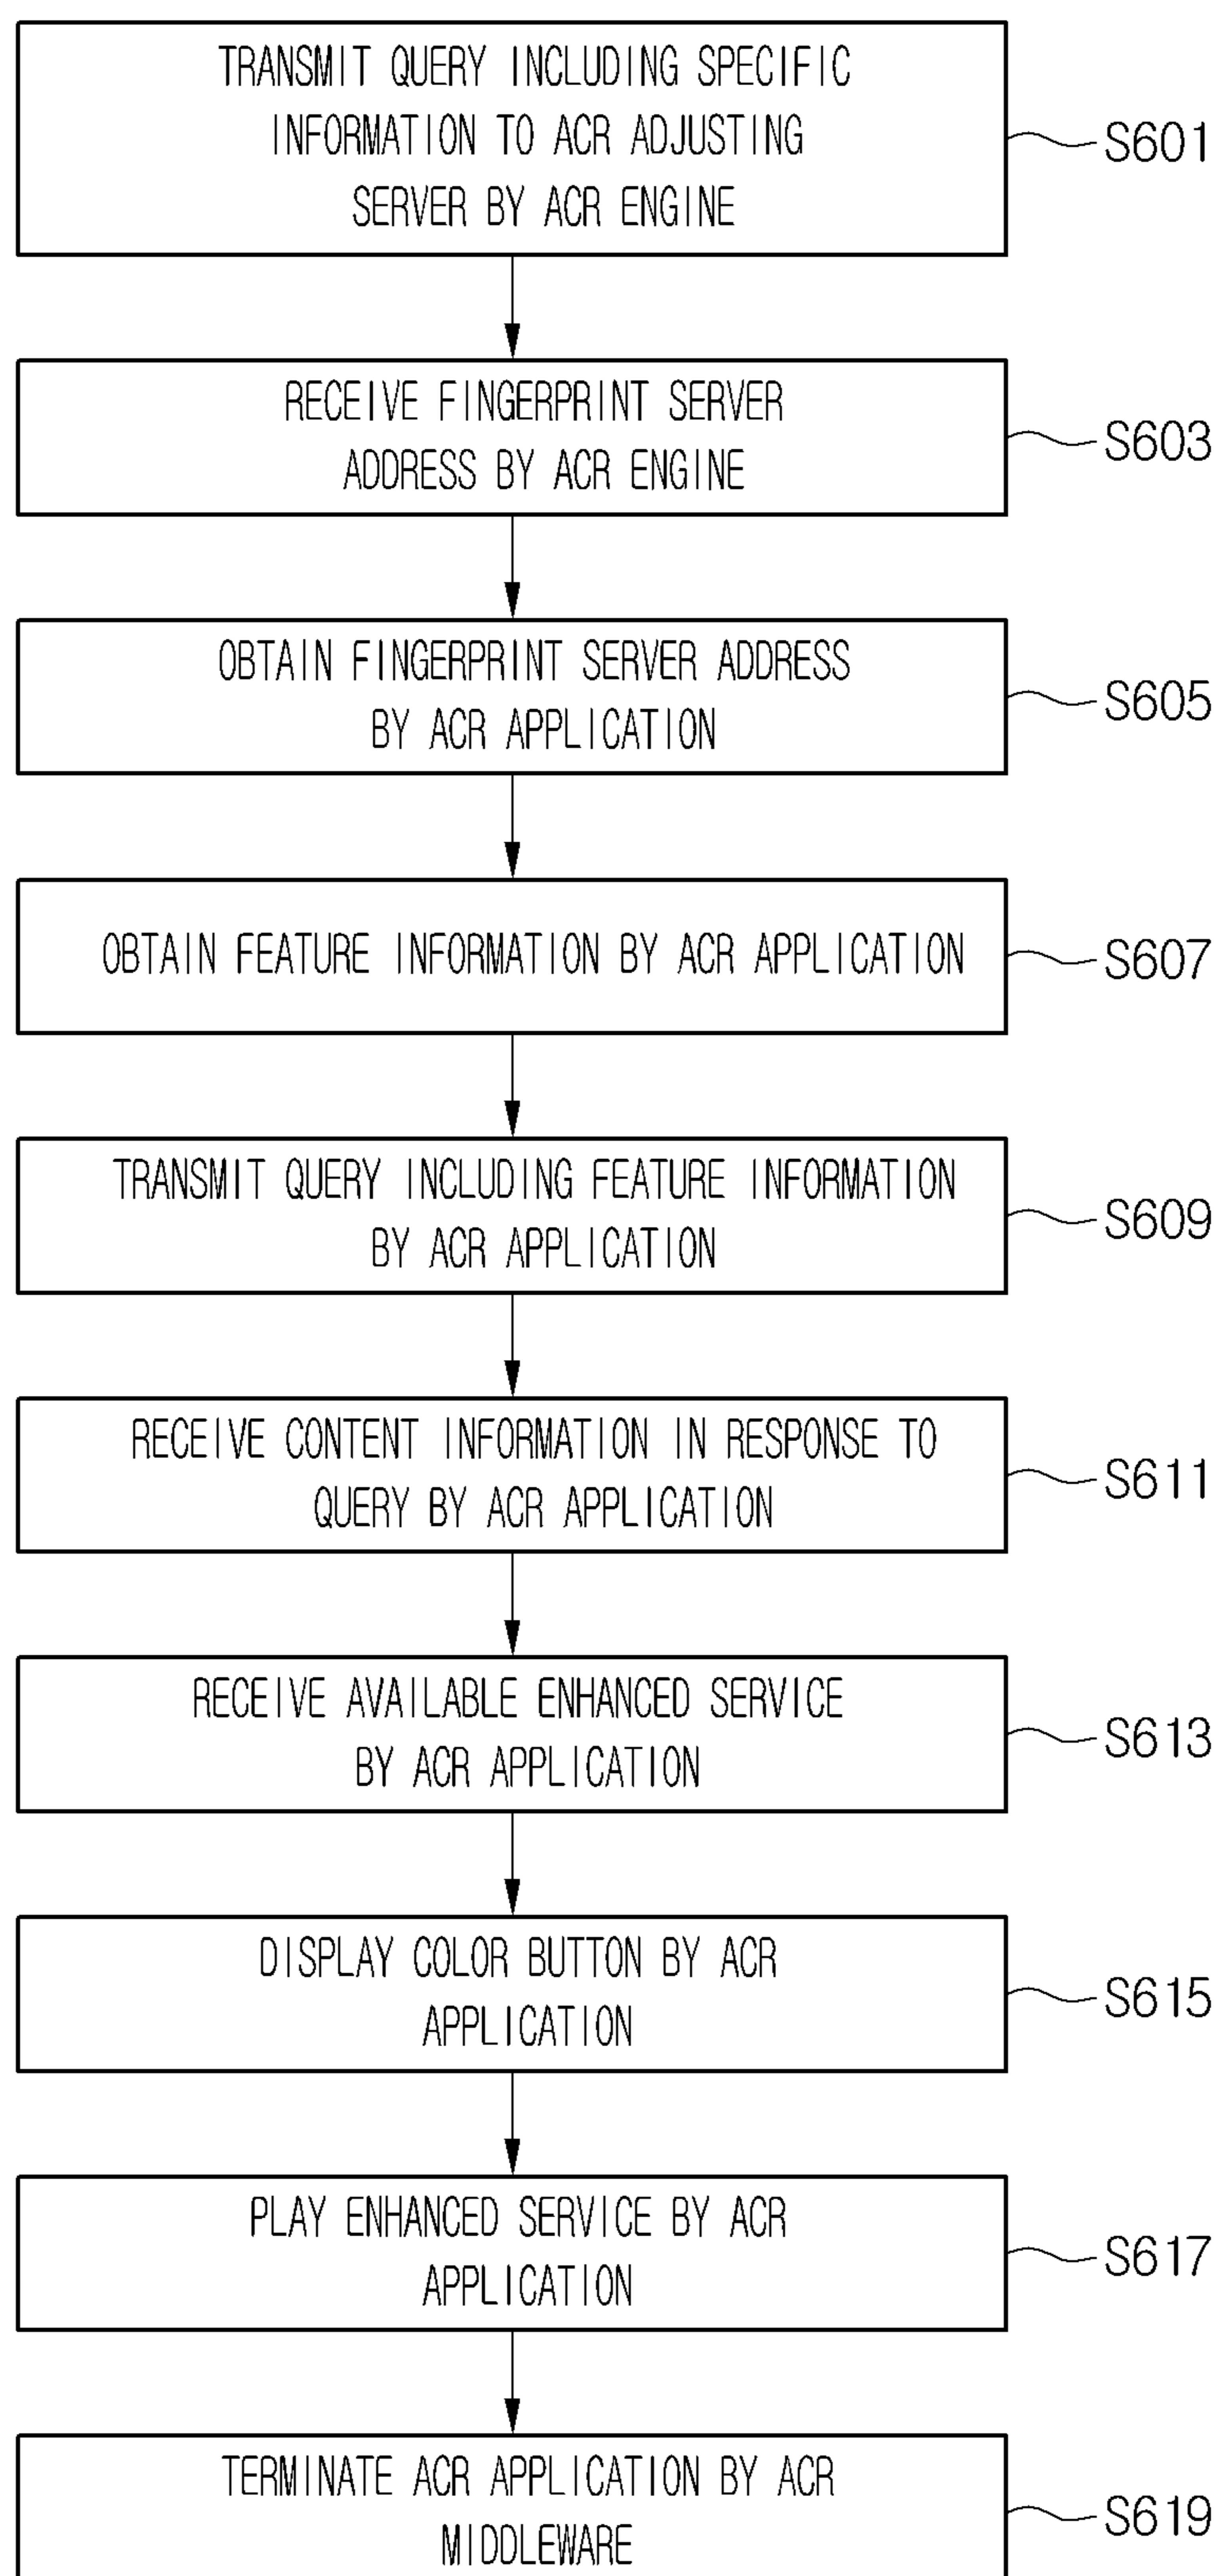 TRANSMIT QUERY INCLUDING SPECIFIC
INFORMATION TO ACR ADJUSTING
SERVER BY ACR ENGINE
S601
RECEIVE FINGERPRINT SERVER
ADDRESS BY ACR ENGINE
S603
OBTAIN FINGERPRINT SERVER ADDRESS
BY ACR APPLICATION
S605
OBTAIN FEATURE INFORMATION BY ACR APPLICATION
S607
TRANSMIT QUERY INCLUDING FEATURE INFORMATION
BY ACR APPLICATION
S609
RECEIVE CONTENT INFORMATION IN RESPONSE TO
QUERY BY ACR APPLICATION
S611
RECEIVE AVAILABLE ENHANCED SERVICE
BY ACR APPLICATION
S613
DISPLAY COLOR BUTTON BY ACR
APPLICATION
S615
PLAY ENHANCED SERVICE BY ACR
APPLICATION
S617
TERMINATE ACR APPLICATION BY ACR
MIDDLEWARE
S619